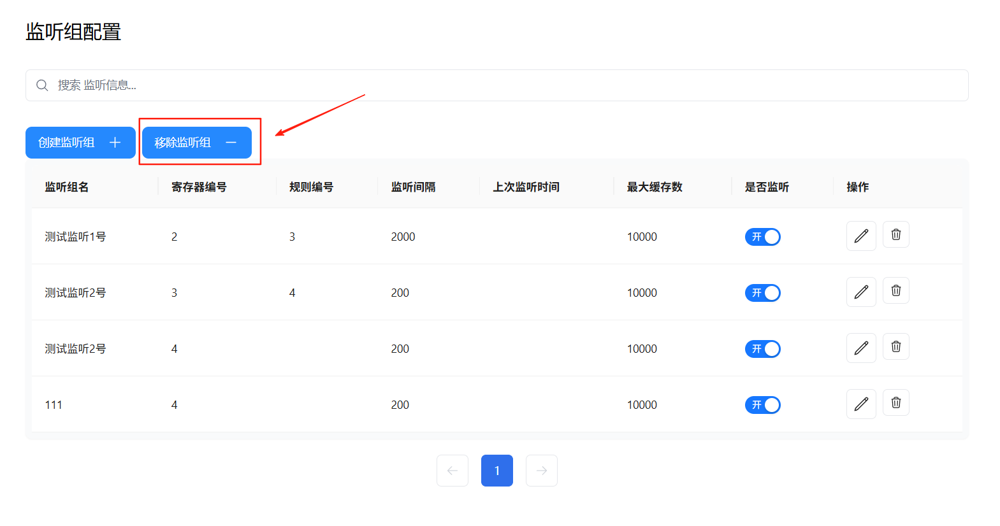 监听组配置
搜索 监听信息...
创建监听组 + 移除监听组 −
监听组名 寄存器编号 规则编号 监听间隔 上次监听时间 最大缓存数 是否监听 操作
测试监听1号 2 3 2000 10000 开
测试监听2号 3 4 200 10000 开
测试监听2号 4 200 10000 开
111 4 200 10000 开
← 1 →